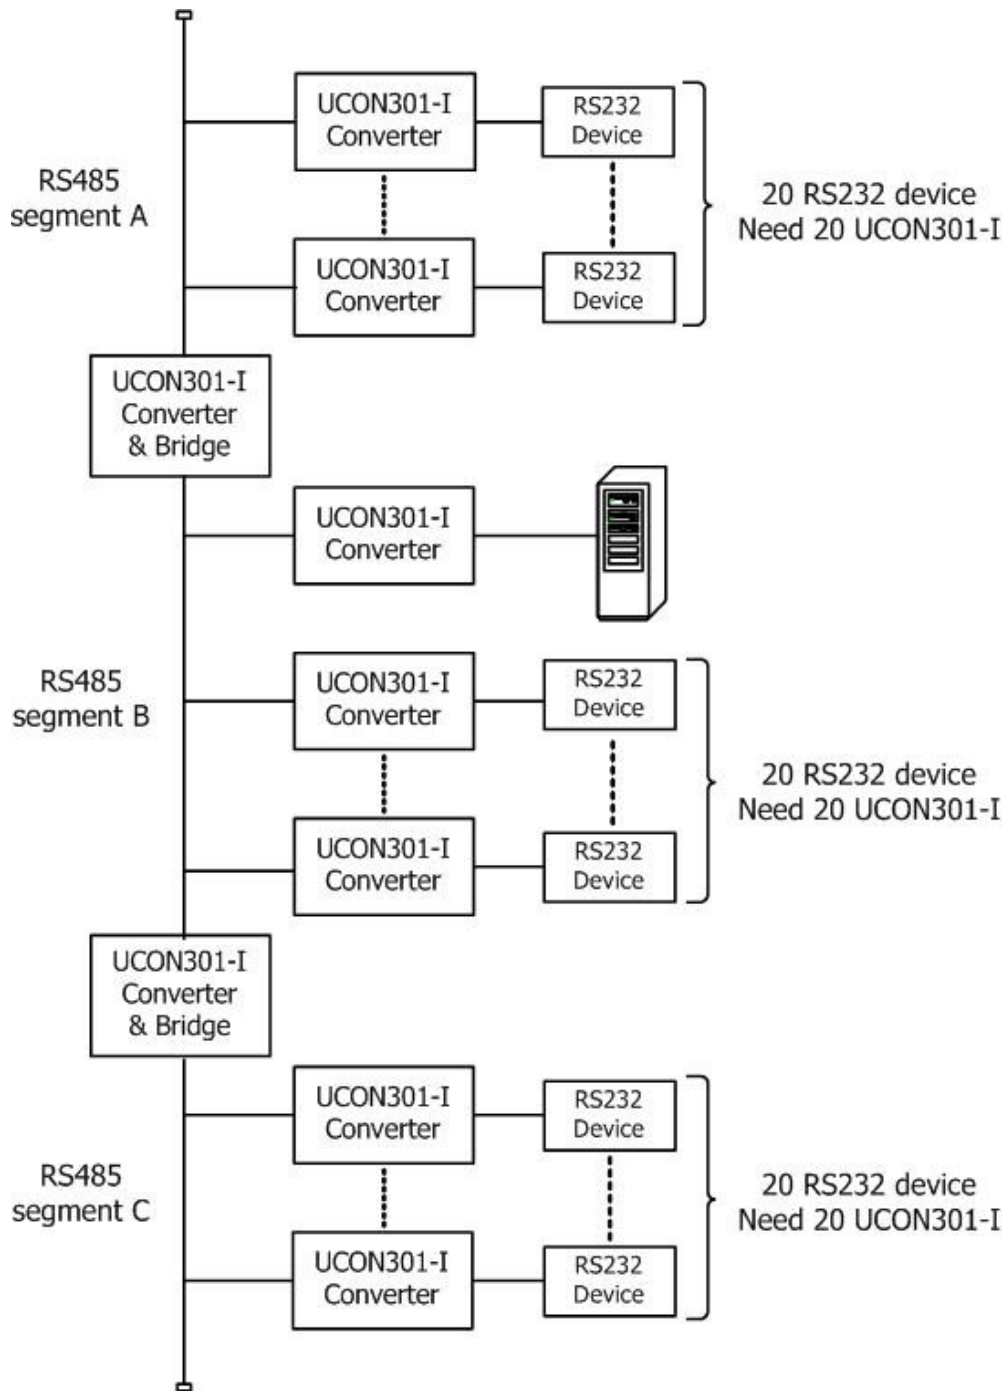 UCON301-I
Converter
RS232
Device
RS485
segment A
20 RS232 device
Need 20 UCON301-I
UCON301-I
Converter
RS232
Device
UCON301-I
Converter
& Bridge
UCON301-I
Converter
RS485
segment B
UCON301-I
Converter
RS232
Device
20 RS232 device
Need 20 UCON301-I
UCON301-I
Converter
RS232
Device
UCON301-I
Converter
& Bridge
UCON301-I
Converter
RS232
Device
RS485
segment C
20 RS232 device
Need 20 UCON301-I
UCON301-I
Converter
RS232
Device